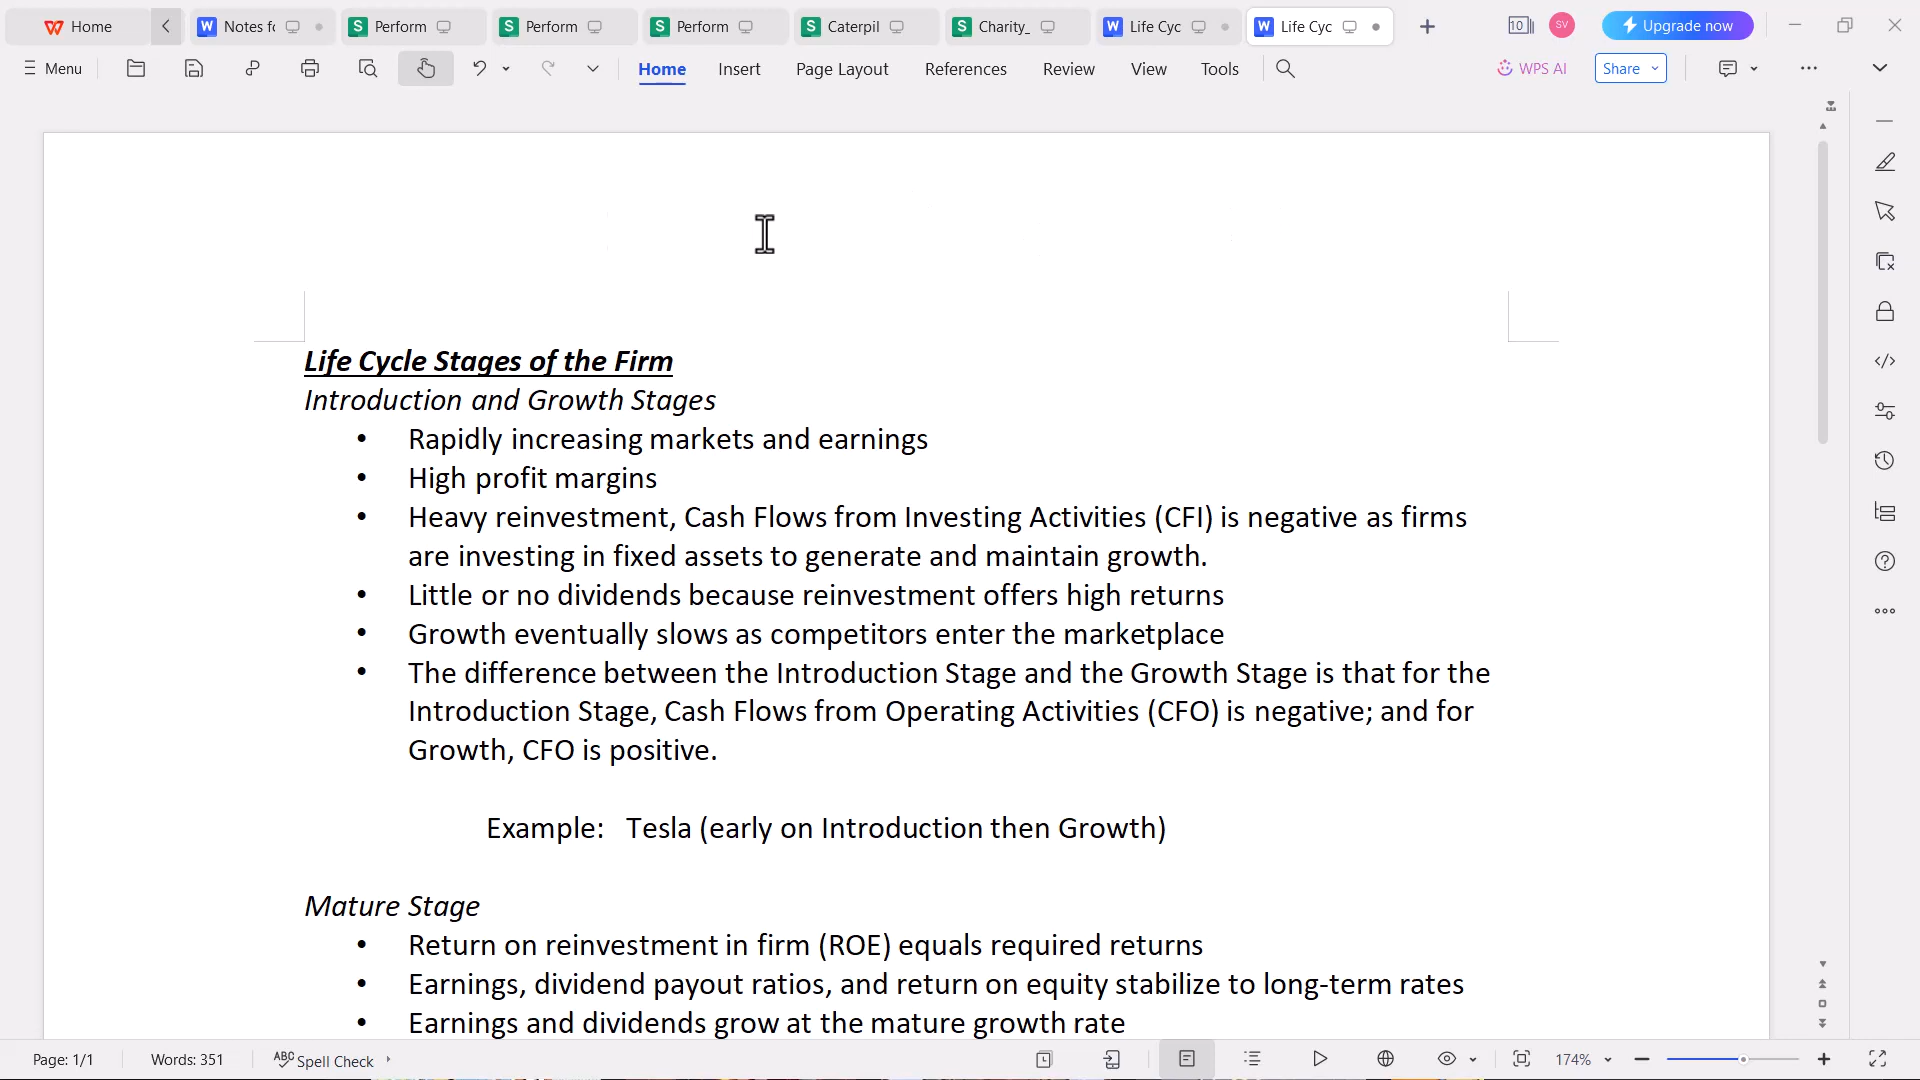 Home Notes fo Perform Perform Perform Caterpil Charity_ Life Cyc Life Cyc 10 SV Upgrade now
Menu Home Insert Page Layout References Review View Tools WPS AI Share
Life Cycle Stages of the Firm
Introduction and Growth Stages
• Rapidly increasing markets and earnings
• High profit margins
• Heavy reinvestment, Cash Flows from Investing Activities (CFI) is negative as firms
are investing in fixed assets to generate and maintain growth.
• Little or no dividends because reinvestment offers high returns
• Growth eventually slows as competitors enter the marketplace
• The difference between the Introduction Stage and the Growth Stage is that for the
Introduction Stage, Cash Flows from Operating Activities (CFO) is negative; and for
Growth, CFO is positive.
Example: Tesla (early on Introduction then Growth)
Mature Stage
• Return on reinvestment in firm (ROE) equals required returns
• Earnings, dividend payout ratios, and return on equity stabilize to long-term rates
• Earnings and dividends grow at the mature growth rate
Page: 1/1 Words: 351 ABC Spell Check 174%